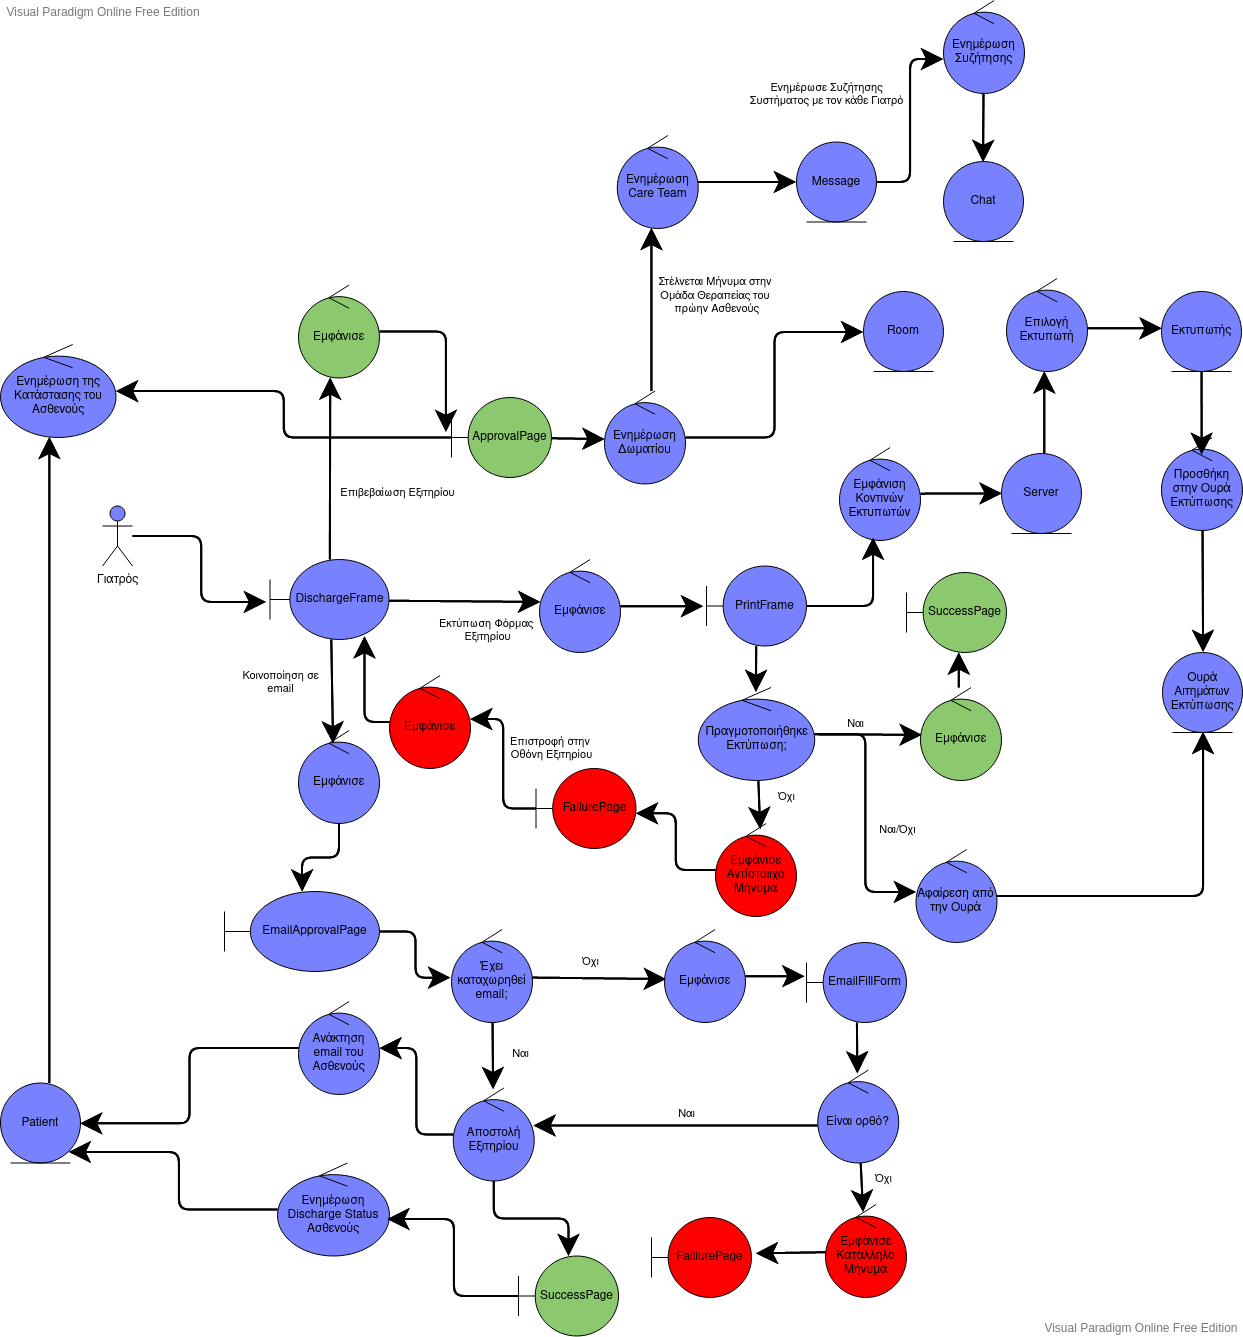 Visual Paradigm Online Free Edition
Ενημέρωση
Συζήτησης
Ενημέρωσε Συζήτησης
Συστήματος με τον κάθε Γιατρό
Ενημέρωση
Care Team
Message
Chat
Στέλνεται Μήνυμα στην
Ομάδα Θεραπείας του
πρώην Ασθενούς
Εμφάνισε
Room
Επιλογή
Εκτυπωτή
Εκτυπωτής
Ενημέρωση της
Κατάστασης του
Ασθενούς
ApprovalPage
Ενημέρωση
Δωματίου
Επιβεβαίωση Εξιτηρίου
Εμφάνιση
Κοντινών
Εκτυπωτών
Server
Προσθήκη
στην Ουρά
Εκτύπωσης
Γιατρός
DischargeFrame
Εκτύπωση Φόρμας
Εξιτηρίου
Εμφάνισε
PrintFrame
SuccessPage
Κοινοποίηση σε
email
Ουρά
Αιτημάτων
Εκτύπωσης
Εμφάνισε
Επιστροφή στην
Οθόνη Εξιτηρίου
Πραγμοτοποιήθηκε
Εκτύπωση;
Ναι
Εμφάνισε
Εμφάνισε
FailurePage
Όχι
Ναι/Όχι
Εμφάνισε
Αντίστοιχο
Μήνυμα
Αφαίρεση από
την Ουρά
EmailApprovalPage
Έχει
καταχωρηθεί
email;
Όχι
Εμφάνισε
EmailFillForm
Ανάκτηση
email του
Ασθενούς
Ναι
Patient
Αποστολή
Εξιτηρίου
Ναι
Είναι ορθό?
Όχι
Ενημέρωση
Discharge Status
Ασθενούς
Εμφάνισε
Κατάλληλο
Μήνυμα
FaillurePage
SuccessPage
Visual Paradigm Online Free Edition